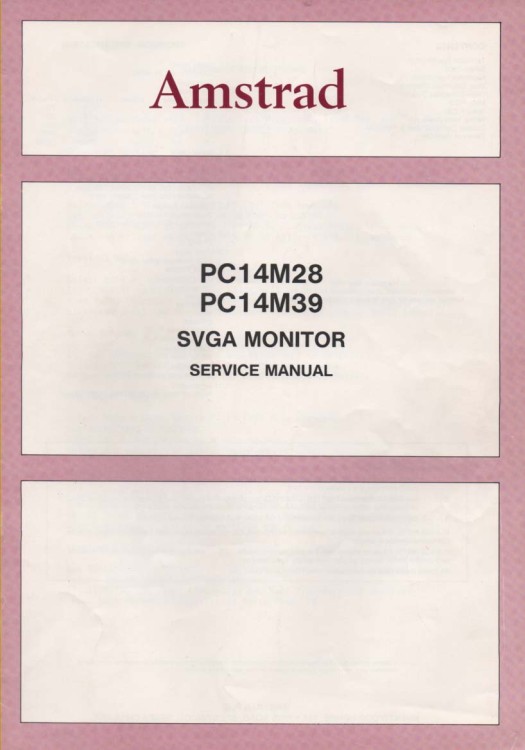 Amstrad
PC14M28
PC14M39
SVGA MONITOR
SERVICE MANUAL